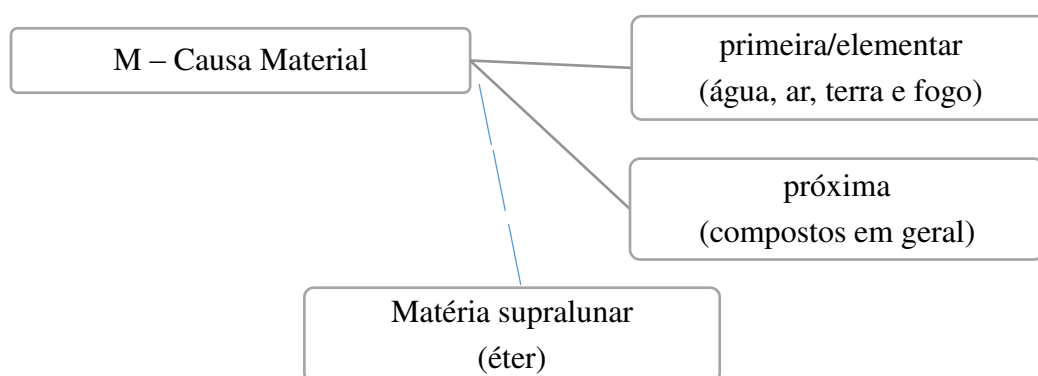 M – Causa Material
primeira/elementar
(água, ar, terra e fogo)
próxima
(compostos em geral)
Matéria supralunar
(éter)